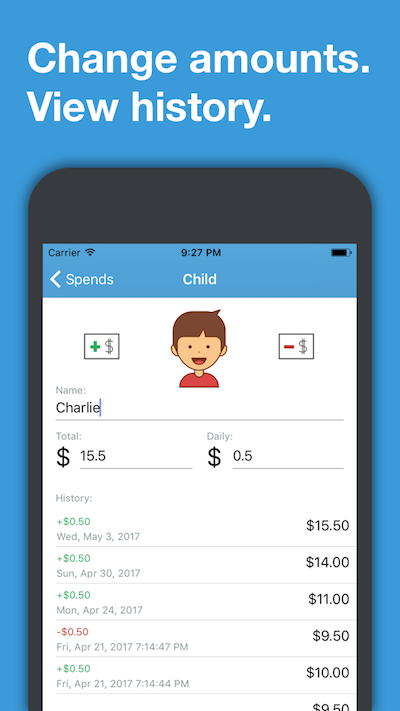 Change amounts.
View history.
Carrier 9:27 PM
Spends Child
+ $ - $
Name:
Charlie
Total: Daily:
$ 15.5 $ 0.5
History:
+$0.50
Wed, May 3, 2017 $15.50
+$0.50
Sun, Apr 30, 2017 $14.00
+$0.50
Mon, Apr 24, 2017 $11.00
-$0.50
Fri, Apr 21, 2017 7:14:47 PM $9.50
+$0.50
Fri, Apr 21, 2017 7:14:44 PM $10.00
$9.50